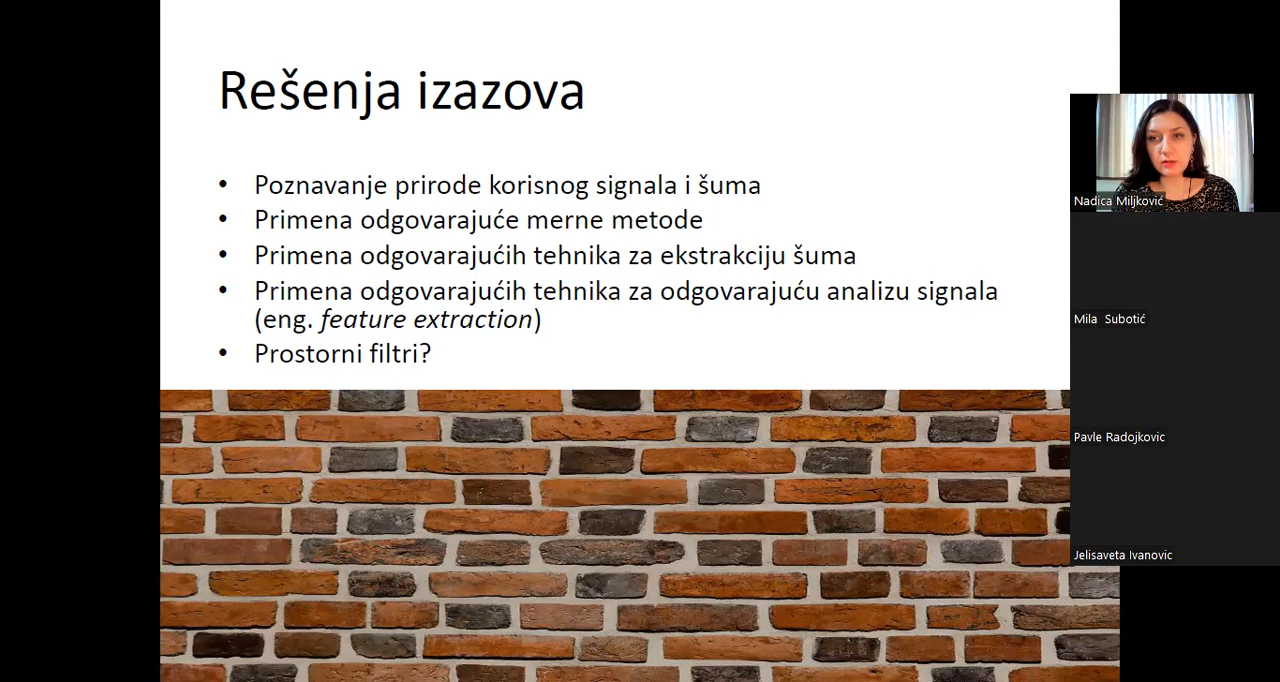 Rešenja izazova
• Poznavanje prirode korisnog signala i šuma
• Primena odgovarajuće merne metode
• Primena odgovarajućih tehnika za ekstrakciju šuma
• Primena odgovarajućih tehnika za odgovarajuću analizu signala
(eng. feature extraction)
• Prostorni filtri?
Nadica Miljković
Mila Subotić
Pavle Radojkovic
Jelisaveta Ivanovic